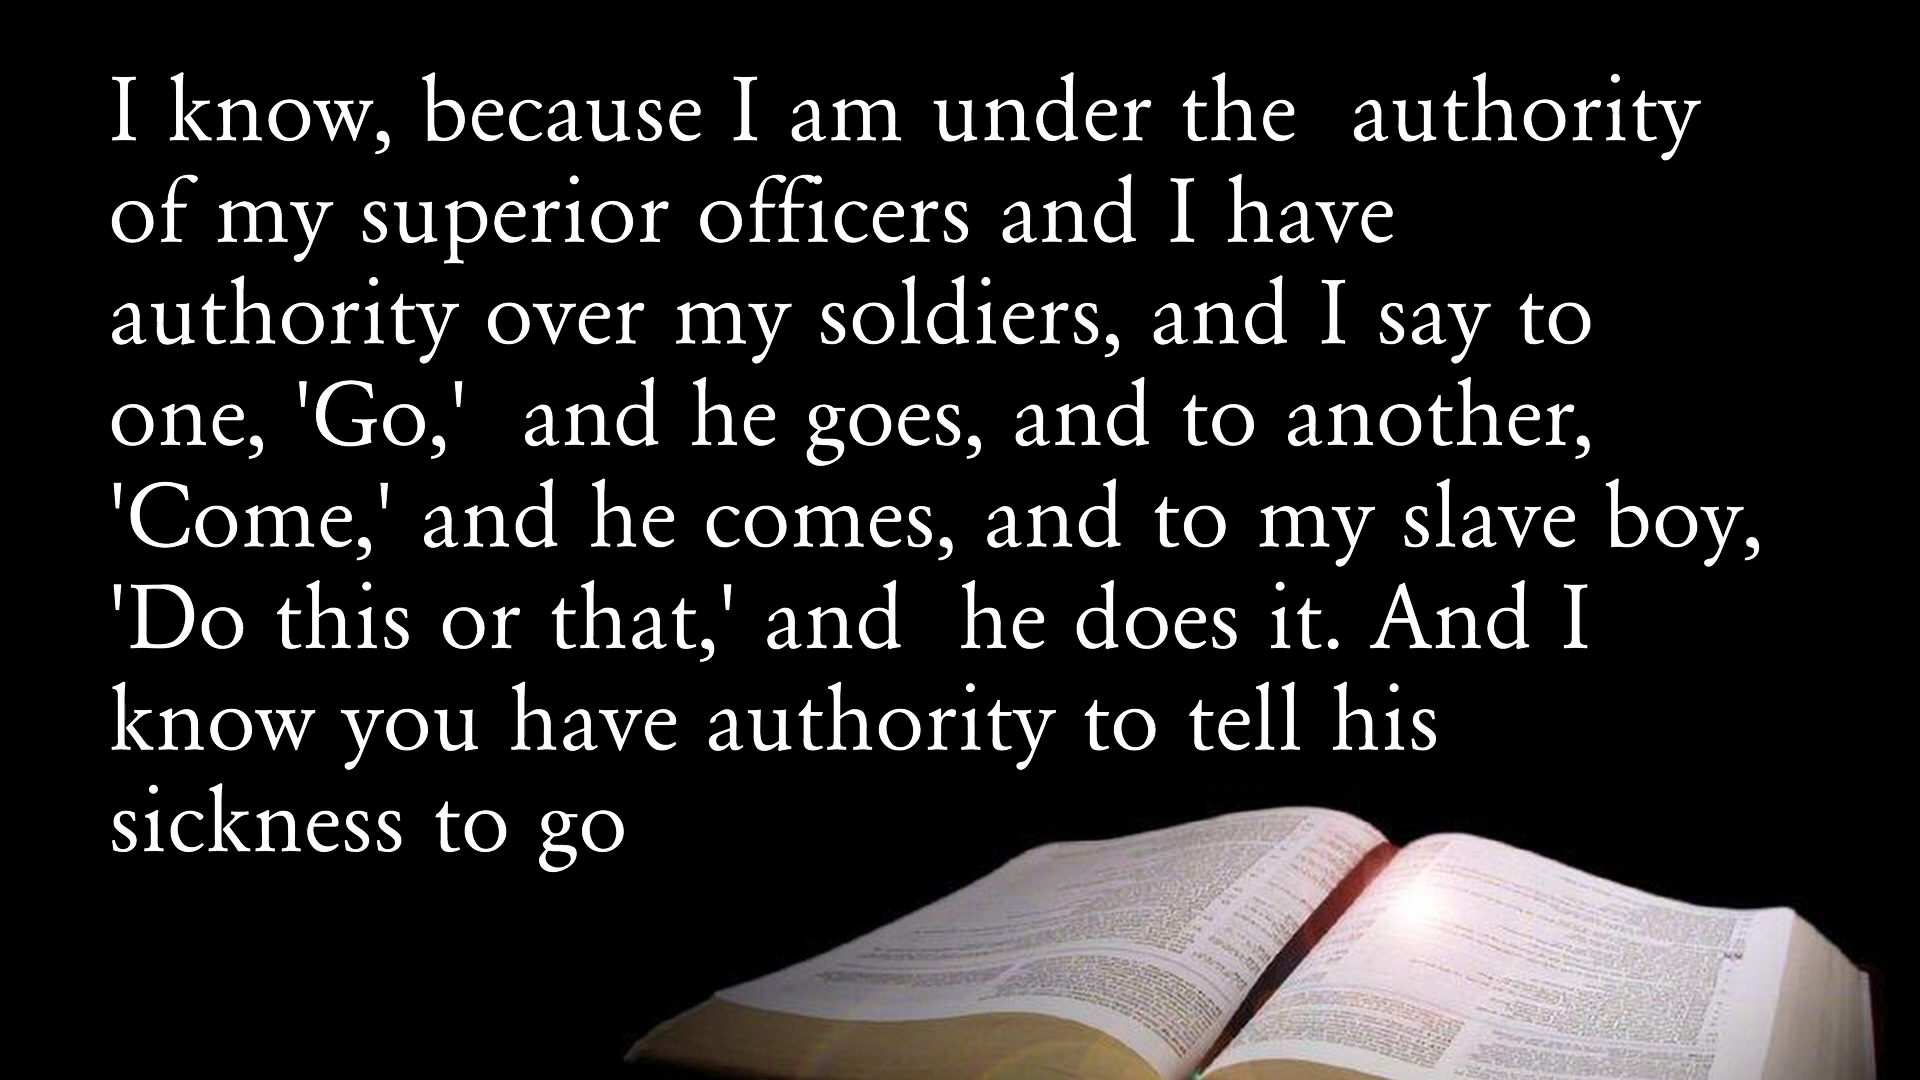 I know, because I am under the  authority
of my superior officers and I have
authority over my soldiers, and I say to
one, 'Go,'  and he goes, and to another,
'Come,' and he comes, and to my slave boy,
'Do this or that,' and  he does it. And I
know you have authority to tell his
sickness to go